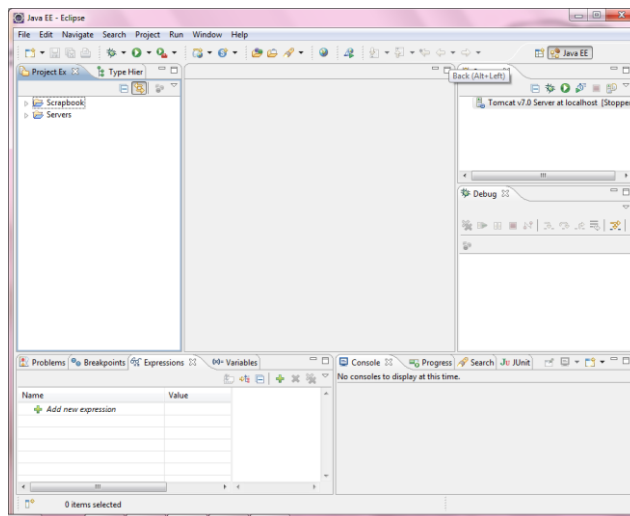 Java EE - Eclipse
File Edit Navigate Search Project Run Window Help
Java EE
Project Ex Type Hier
Back (Alt+Left)
Scrapbook
Servers
Tomcat v7.0 Server at localhost [Stoppe
Debug
Problems Breakpoints Expressions Variables
Console Progress Search JUnit
No consoles to display at this time.
Name Value
Add new expression
0 items selected